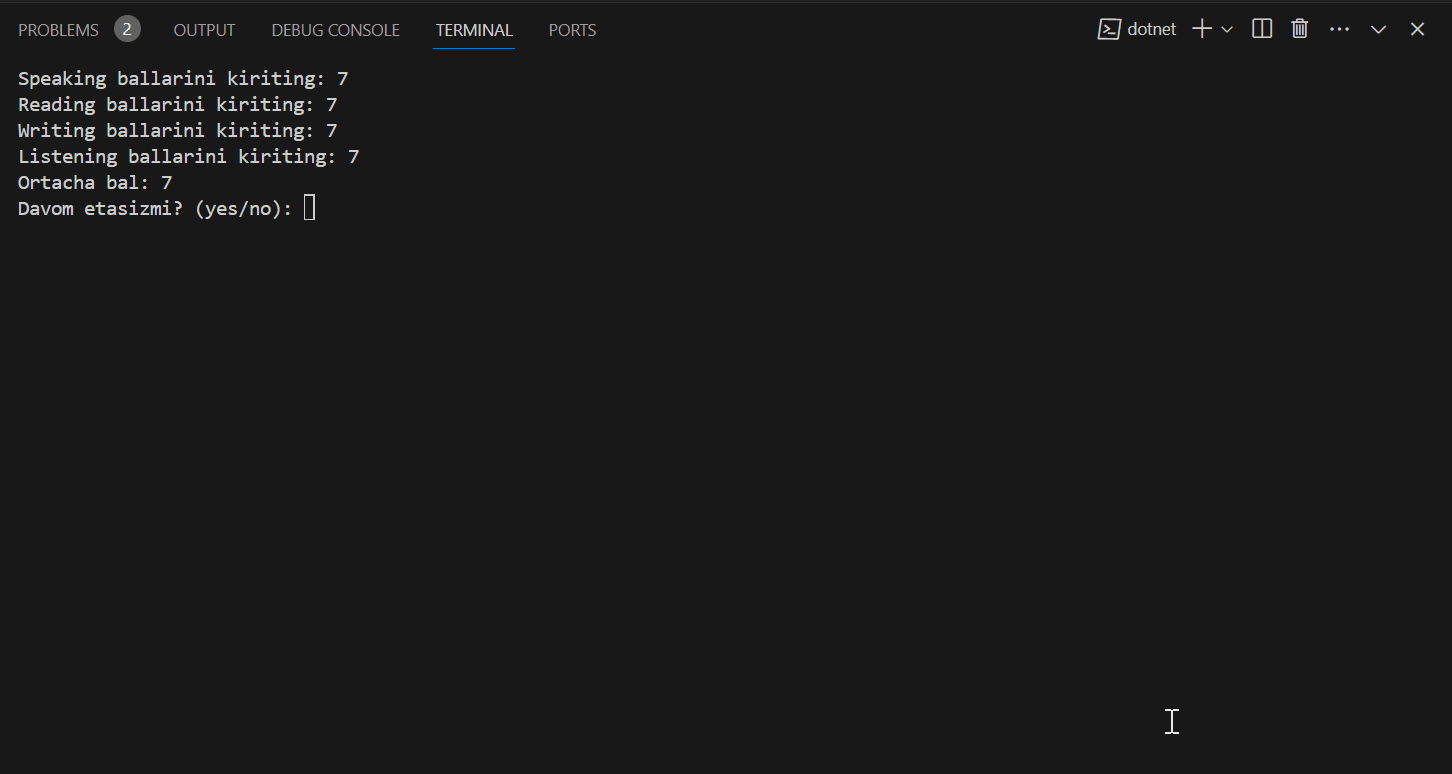 PROBLEMS 2 OUTPUT DEBUG CONSOLE TERMINAL PORTS dotnet
Speaking ballarini kiriting: 7
Reading ballarini kiriting: 7
Writing ballarini kiriting: 7
Listening ballarini kiriting: 7
Ortacha bal: 7
Davom etasizmi? (yes/no):